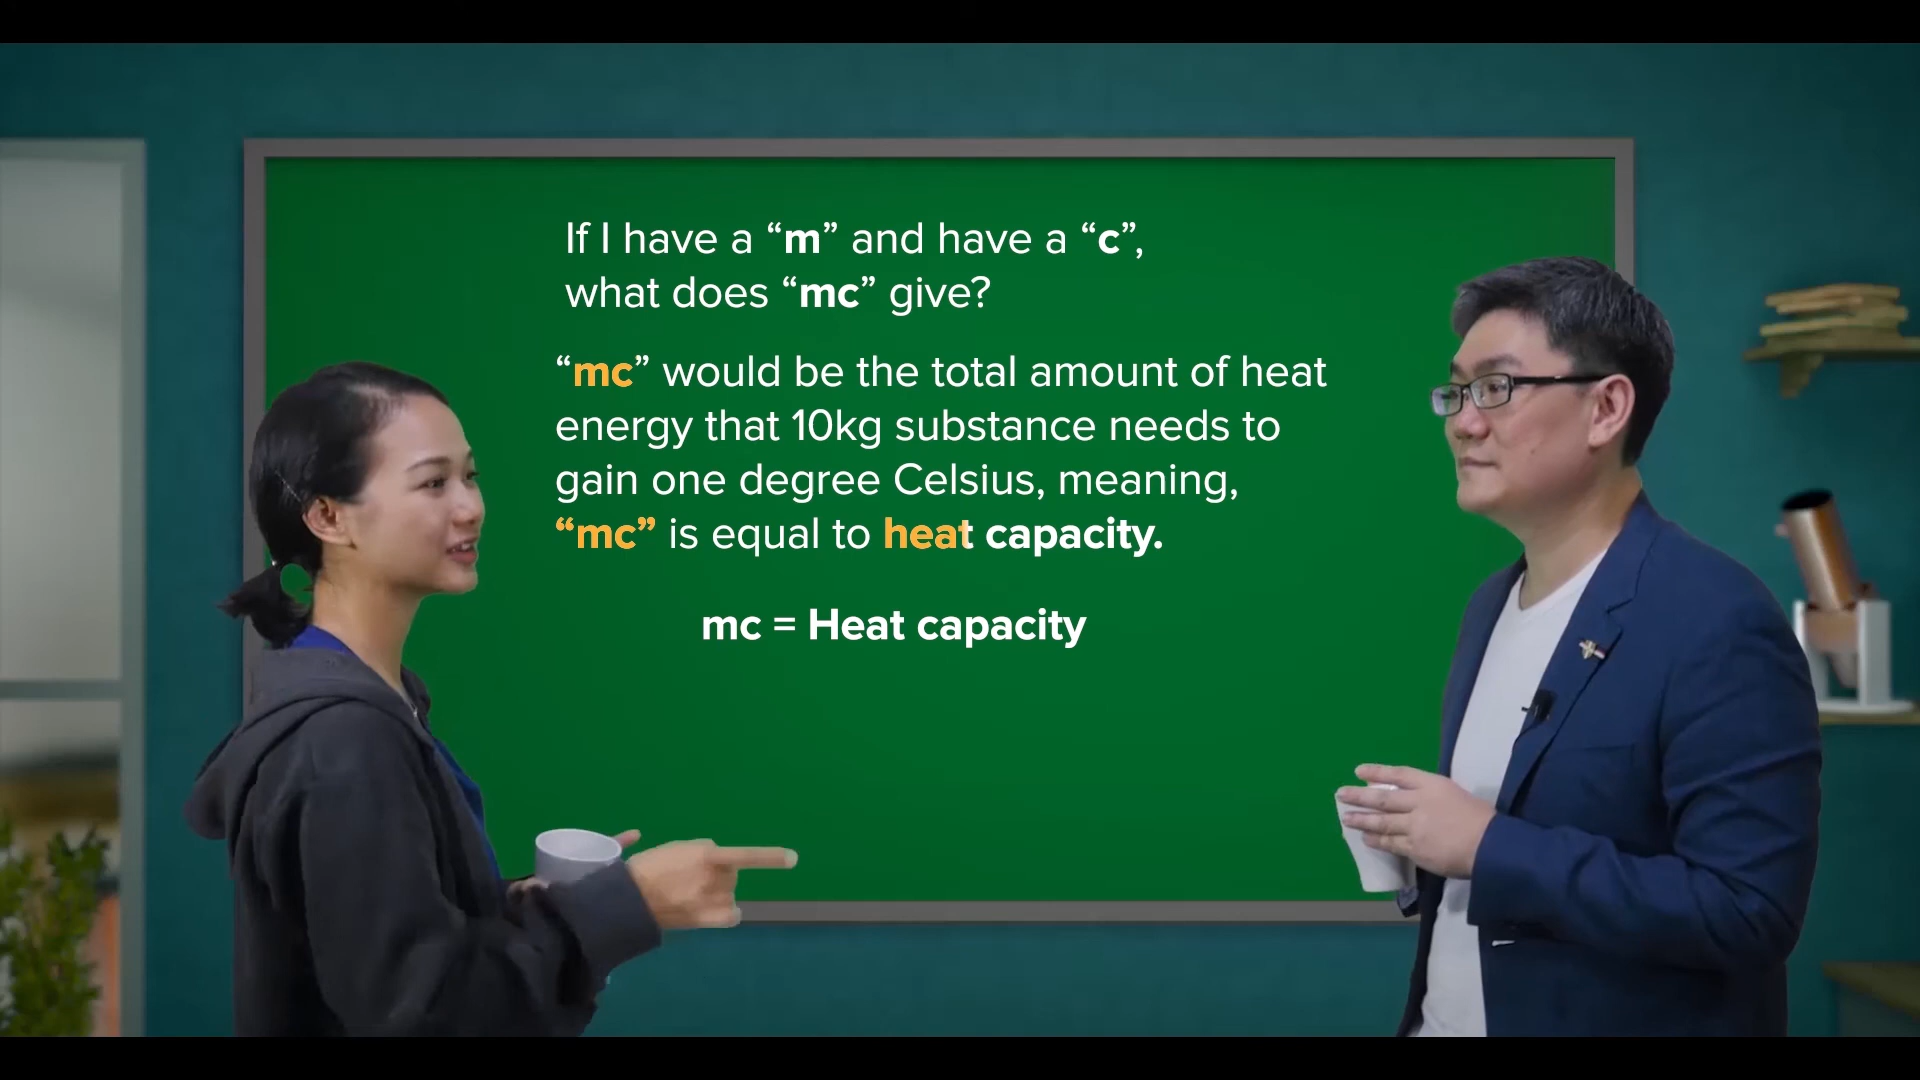 If I have a “m” and have a “c”,
what does “mc” give?
“mc” would be the total amount of heat
energy that 10kg substance needs to
gain one degree Celsius, meaning,
“mc” is equal to heat capacity.
mc = Heat capacity